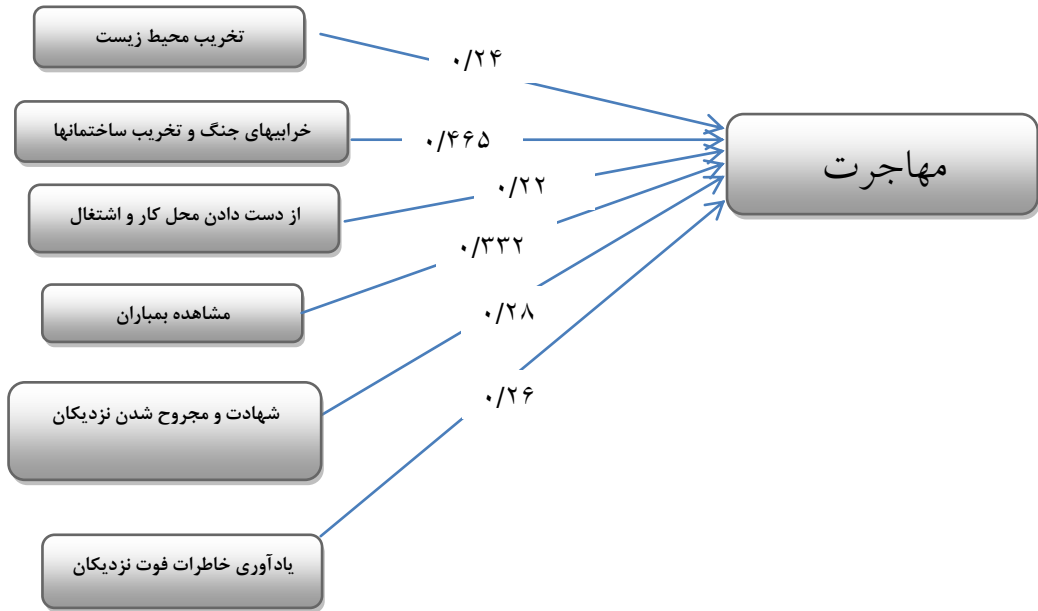 تخریب محیط زیست
۰/۲۴
خرابیهای جنگ و تخریب ساختمانها
۰/۴۶۵
مهاجرت
از دست دادن محل کار و اشتغال
۰/۲۲
مشاهده بمباران
۰/۳۳۲
شهادت و مجروح شدن نزدیکان
۰/۲۸
یادآوری خاطرات فوت نزدیکان
۰/۲۶